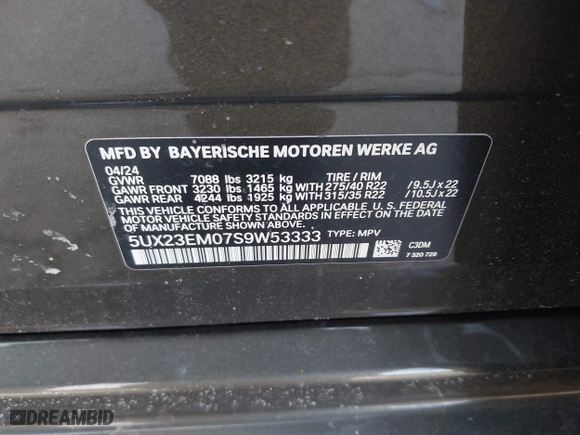 MFD BY BAYERISCHE MOTOREN WERKE AG
04/24
GVWR 7088 lbs 3215 kg TIRE / RIM
GAWR FRONT 3230 lbs 1465 kg WITH 275/40 R22 / 9.5J x 22
GAWR REAR 4244 lbs 1925 kg WITH 315/35 R22 / 10.5J x 22
THIS VEHICLE CONFORMS TO ALL APPLICABLE U.S. FEDERAL
MOTOR VEHICLE SAFETY STANDARDS IN EFFECT ON THE DATE
OF MANUFACTURE SHOWN ABOVE.
5UX23EM07S9W53333 TYPE: MPV
C3DM
7 320 729
DREAMBID